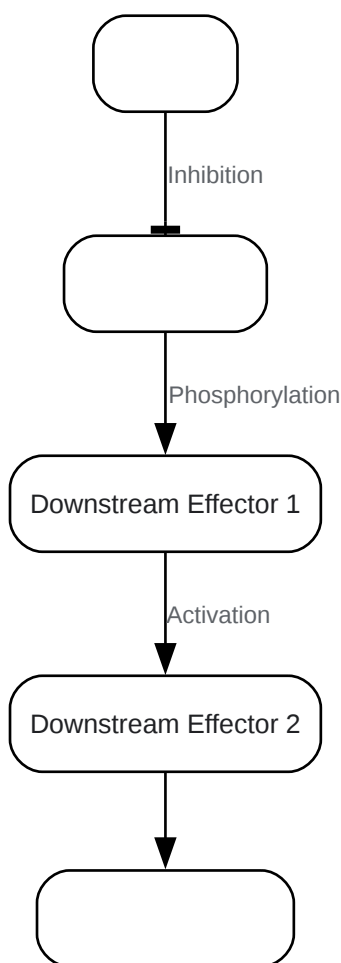 Inhibition
Phosphorylation
Downstream Effector 1
Activation
Downstream Effector 2